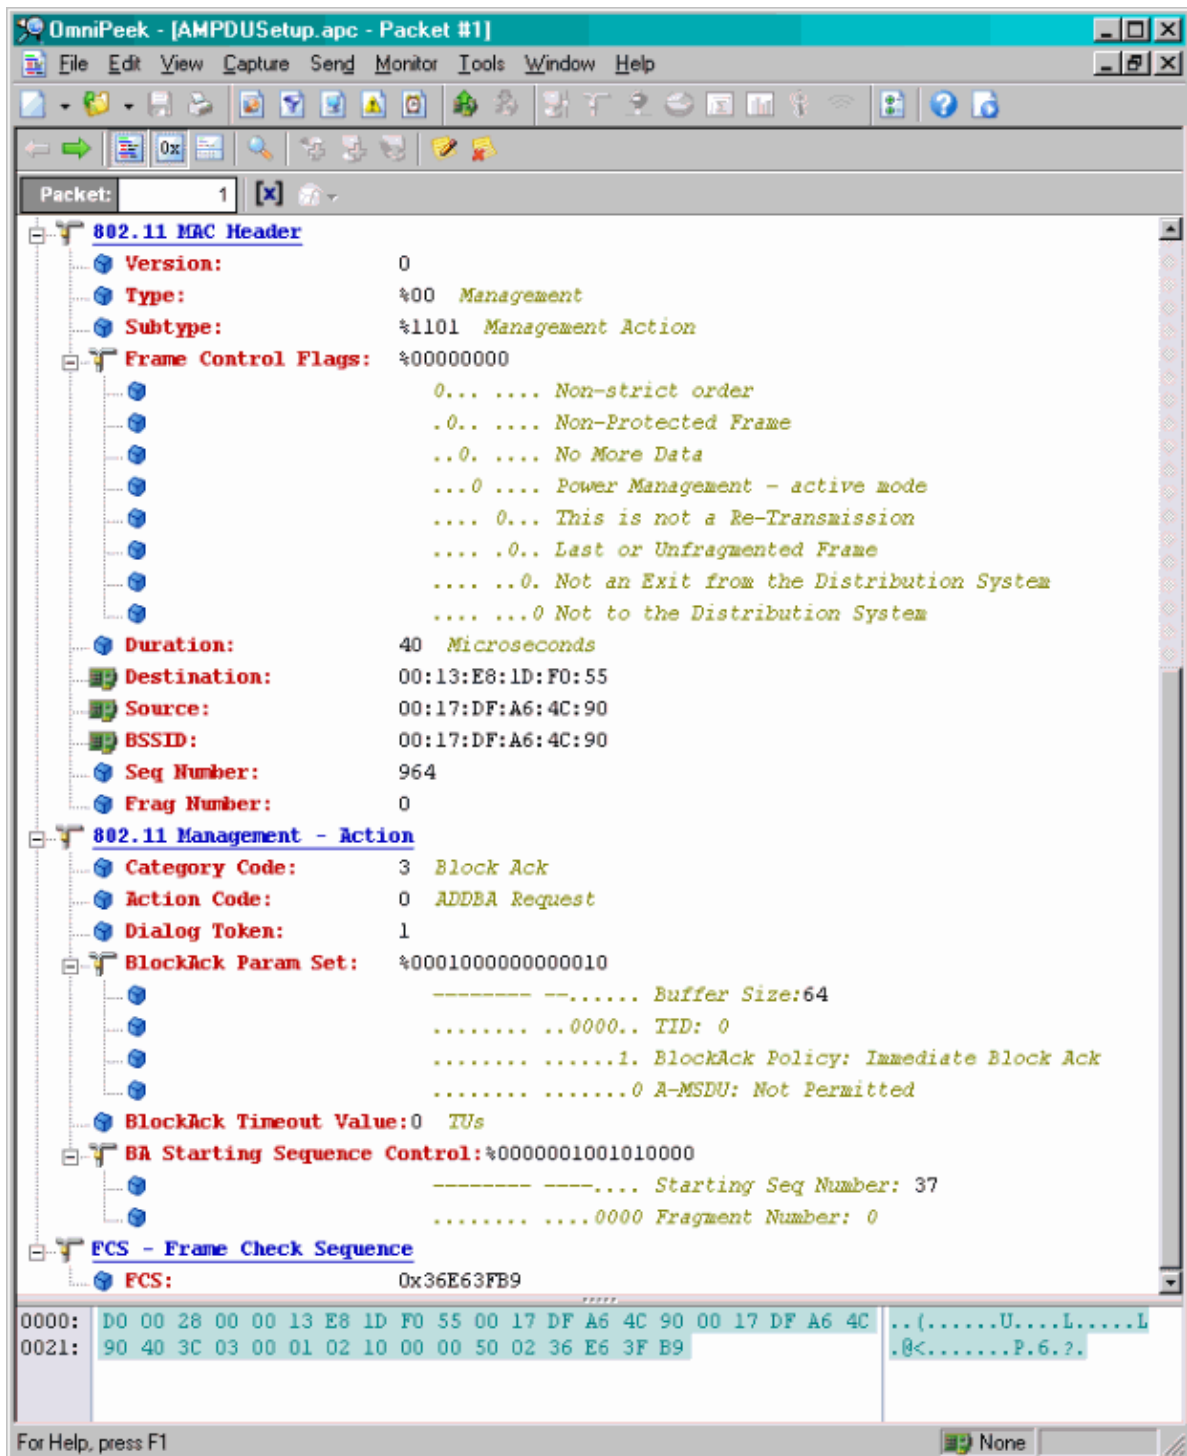 OmniPeek - [AMPDUSetup.apc - Packet #1]
File Edit View Capture Send Monitor Tools Window Help
0x
Packet: 1 [x]
802.11 MAC Header
Version: 0
Type: %00 Management
Subtype: %1101 Management Action
Frame Control Flags: %00000000
0... .... Non-strict order
.0.. .... Non-Protected Frame
..0. .... No More Data
...0 .... Power Management - active mode
.... 0... This is not a Re-Transmission
.... .0.. Last or Unfragmented Frame
.... ..0. Not an Exit from the Distribution System
.... ...0 Not to the Distribution System
Duration: 40 Microseconds
Destination: 00:13:E8:1D:F0:55
Source: 00:17:DF:A6:4C:90
BSSID: 00:17:DF:A6:4C:90
Seq Number: 964
Frag Number: 0
802.11 Management - Action
Category Code: 3 Block Ack
Action Code: 0 ADDBA Request
Dialog Token: 1
BlockAck Param Set: %0001000000000010
-------- --...... Buffer Size:64
........ ..0000.. TID: 0
........ ......1. BlockAck Policy: Immediate Block Ack
........ .......0 A-MSDU: Not Permitted
BlockAck Timeout Value:0 TUs
BA Starting Sequence Control:%0000001001010000
-------- ----.... Starting Seq Number: 37
........ ....0000 Fragment Number: 0
FCS - Frame Check Sequence
FCS: 0x36E63FB9
0000: D0 00 28 00 00 13 E8 1D F0 55 00 17 DF A6 4C 90 00 17 DF A6 4C ..(......U....L.....L
0021: 90 40 3C 03 00 01 02 10 00 00 50 02 36 E6 3F B9 .@<.......P.6.?.
For Help, press F1 None